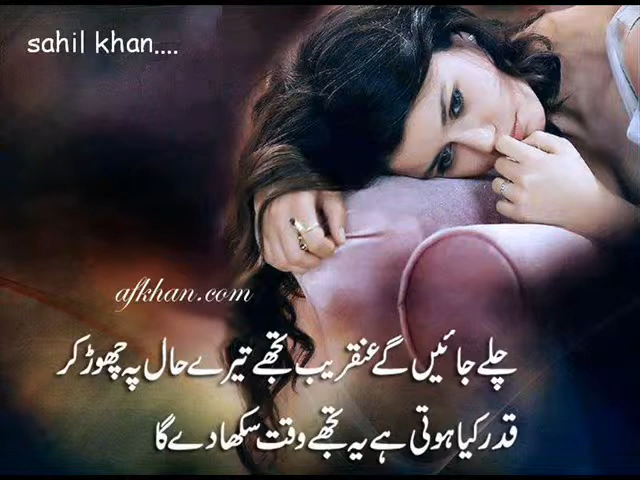 sahil khan....
afkhan.com
چلے جائیں گے عنقریب تجھے تیرے حال پہ چھوڑ کر
قدر کیا ہوتی ہے یہ تجھے وقت سکھا دے گا